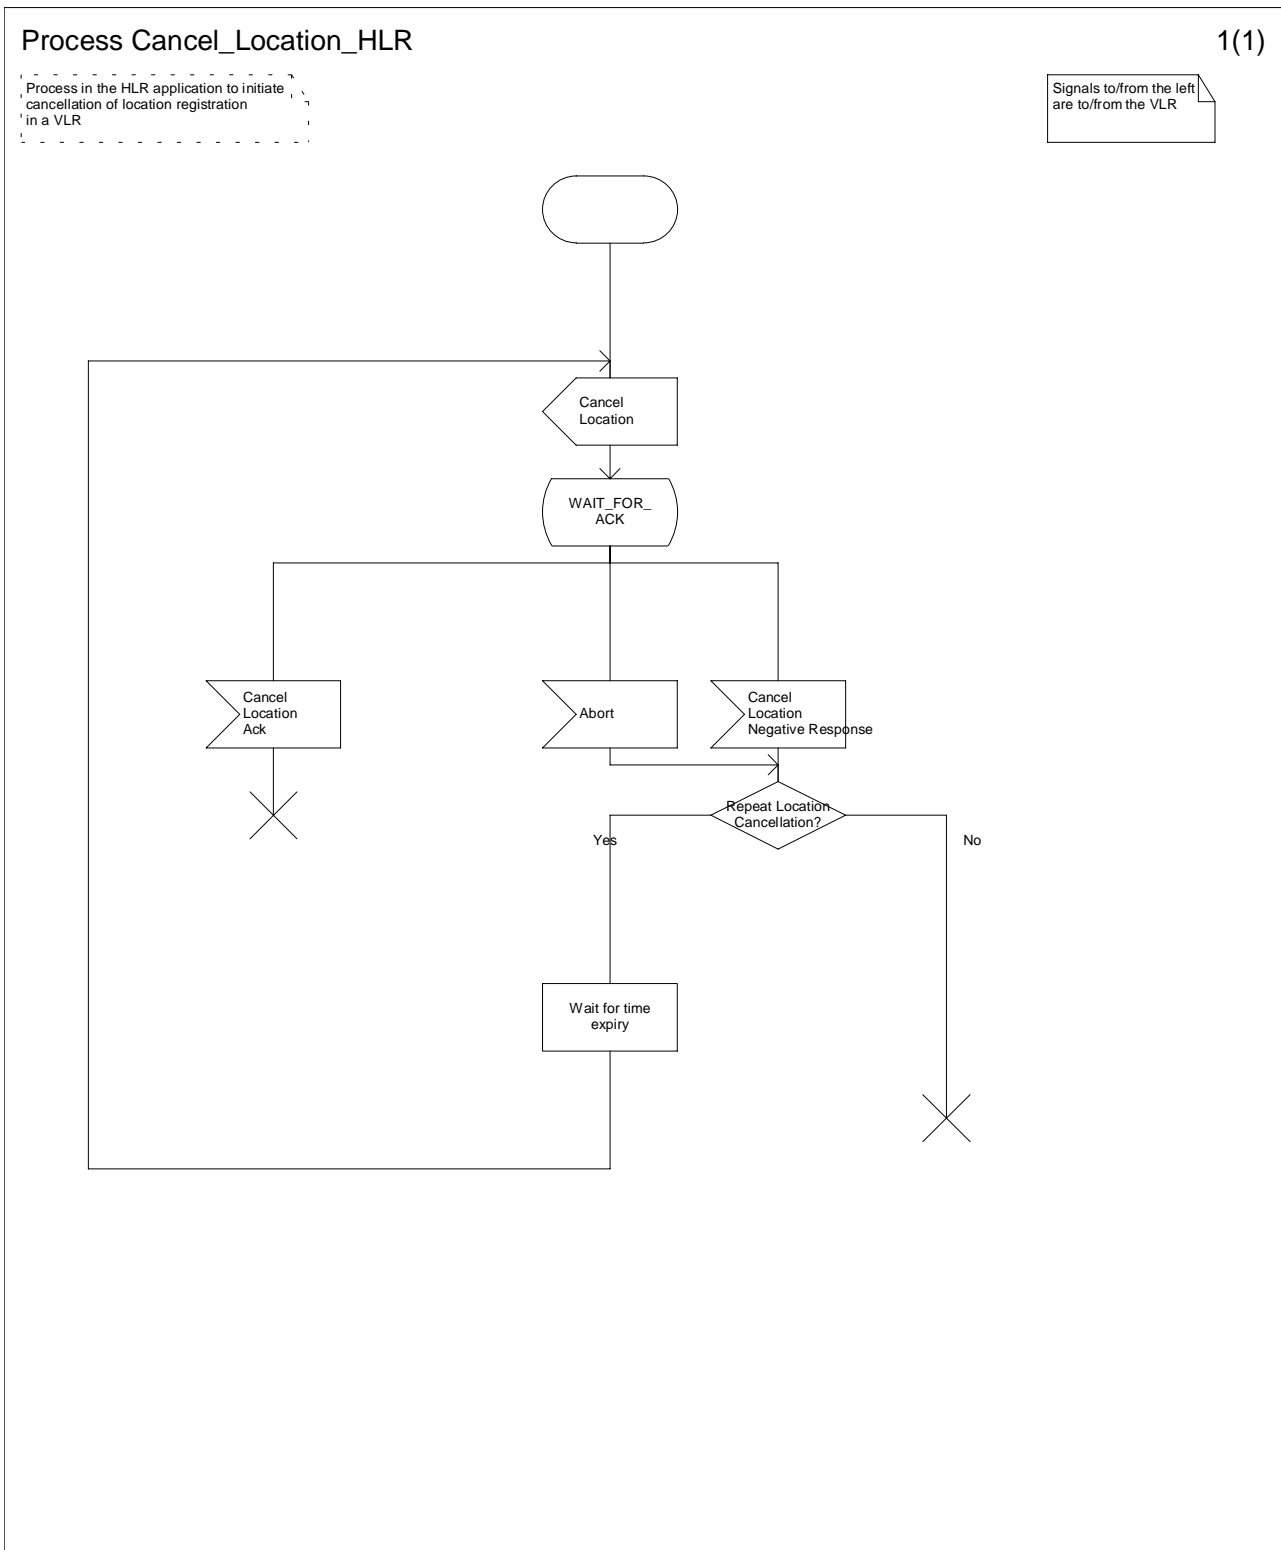 Process Cancel_Location_HLR
1(1)
Process in the HLR application to initiate
cancellation of location registration
in a VLR
Signals to/from the left
are to/from the VLR
Cancel
Location
WAIT_FOR_
ACK
Cancel
Location
Ack
Abort
Cancel
Location
Negative Response
Repeat Location
Cancellation?
Yes
No
Wait for time
expiry